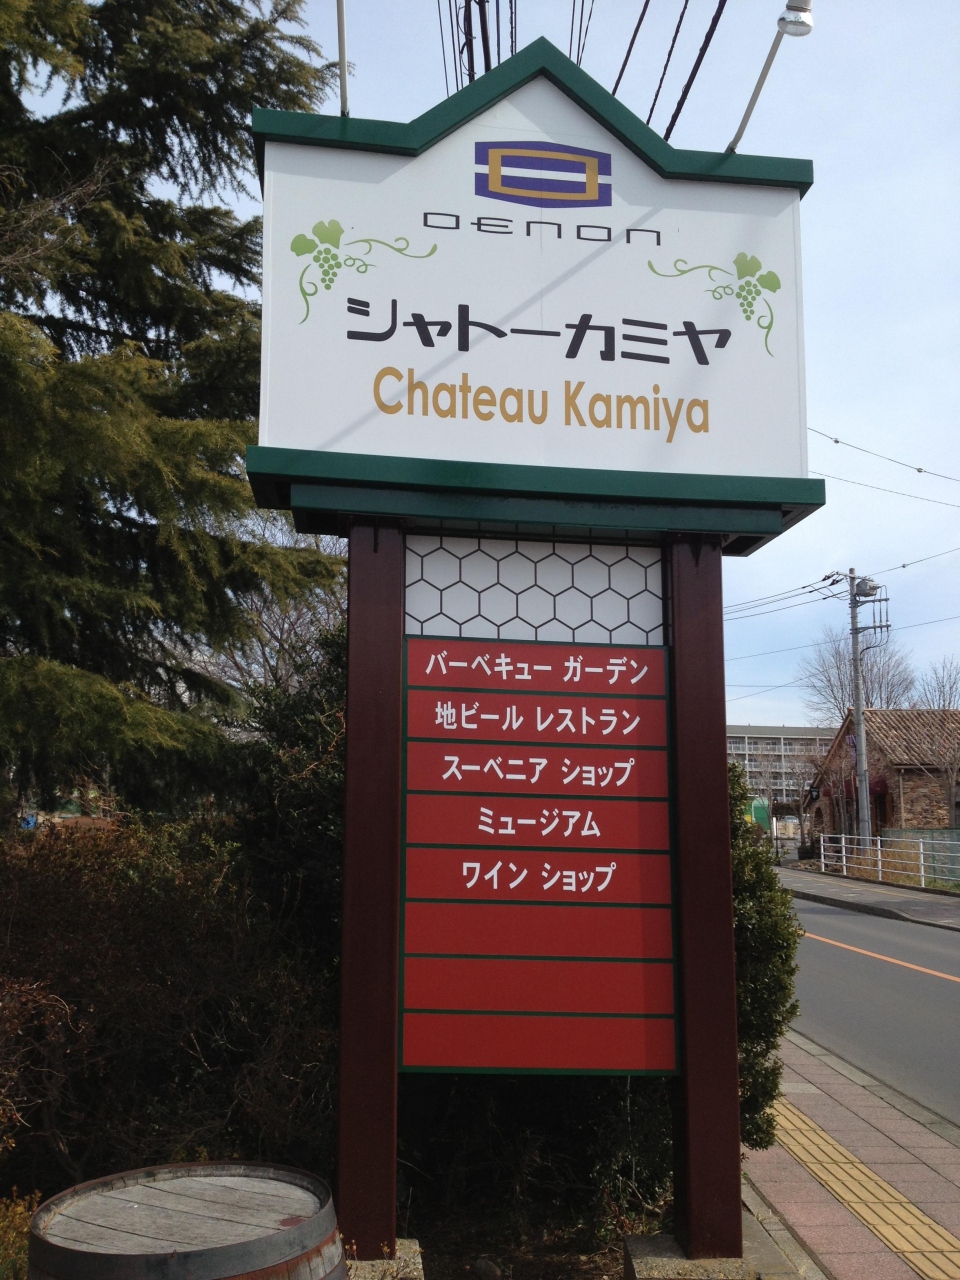 OENON
シャトーカミヤ
Chateau Kamiya
バーベキュー ガーデン
地ビール レストラン
スーベニア ショップ
ミュージアム
ワイン ショップ